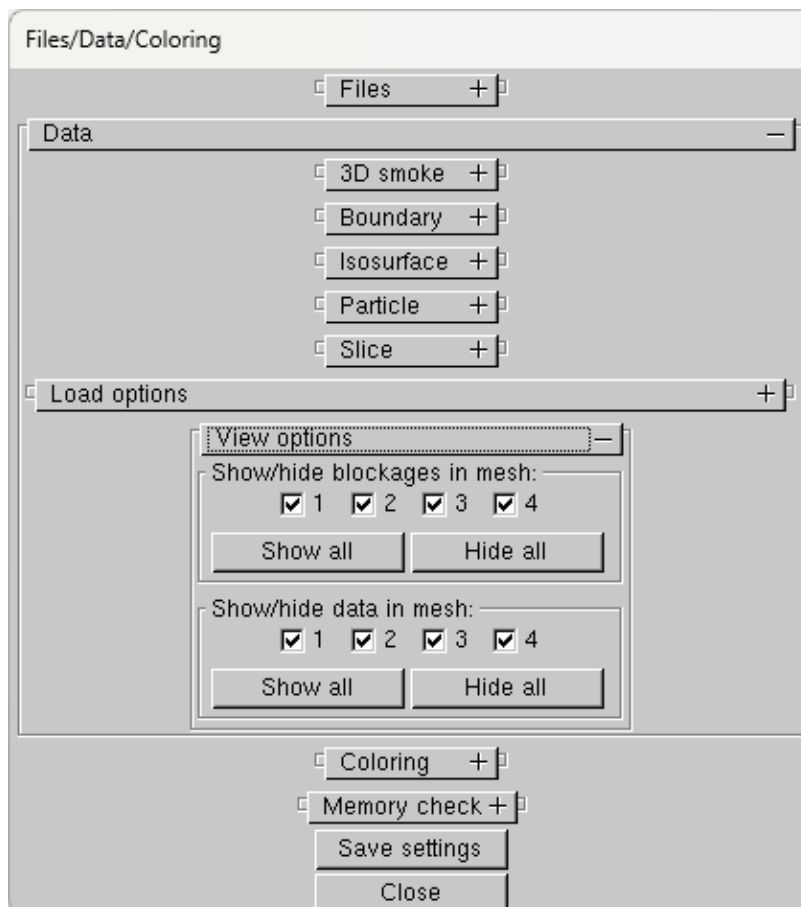 Files/Data/Coloring
Files +
Data −
3D smoke +
Boundary +
Isosurface +
Particle +
Slice +
Load options +
View options −
Show/hide blockages in mesh:
1 2 3 4
Show all Hide all
Show/hide data in mesh:
1 2 3 4
Show all Hide all
Coloring +
Memory check +
Save settings
Close